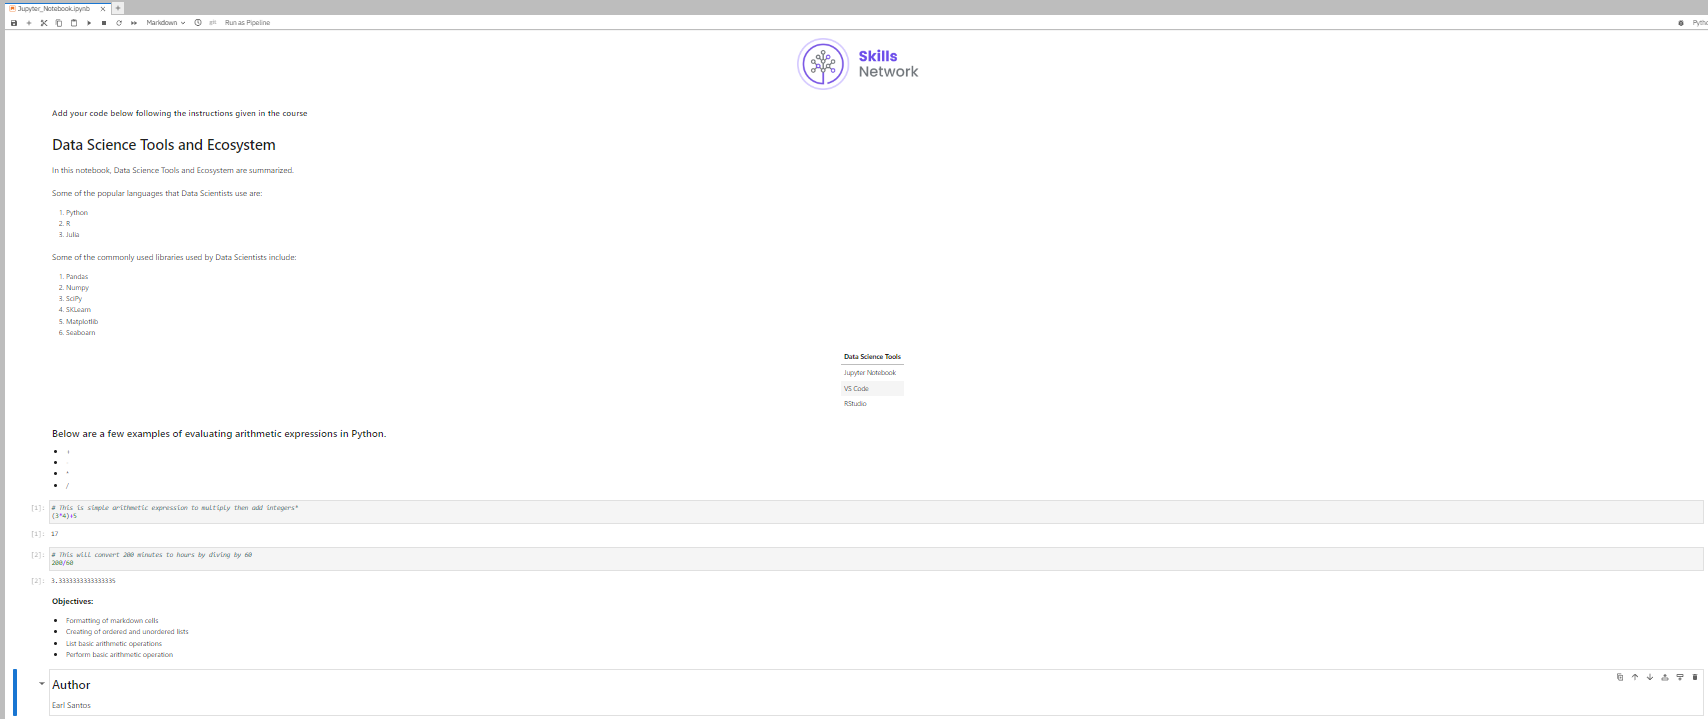 Jupyter_Notebook.ipynb
Markdown
Run as Pipeline
Skills
Network
Add your code below following the instructions given in the course
Data Science Tools and Ecosystem
In this notebook, Data Science Tools and Ecosystem are summarized.
Some of the popular languages that Data Scientists use are:
1. Python
2. R
3. Julia
Some of the commonly used libraries used by Data Scientists include:
1. Pandas
2. Numpy
3. SciPy
4. SKLearn
5. Matplotlib
6. Seaboarn
Data Science Tools
Jupyter Notebook
VS Code
RStudio
Below are a few examples of evaluating arithmetic expressions in Python.
• +
•
• *
• /
[1]: # This is simple arithmetic expression to multiply then add integers*
(3*4)+5
[1]: 17
[2]: # This will convert 200 minutes to hours by diving by 60
200/60
[2]: 3.3333333333333335
Objectives:
• Formatting of markdown cells
• Creating of ordered and unordered lists
• List basic arithmetic operations
• Perform basic arithmetic operation
Author
Earl Santos